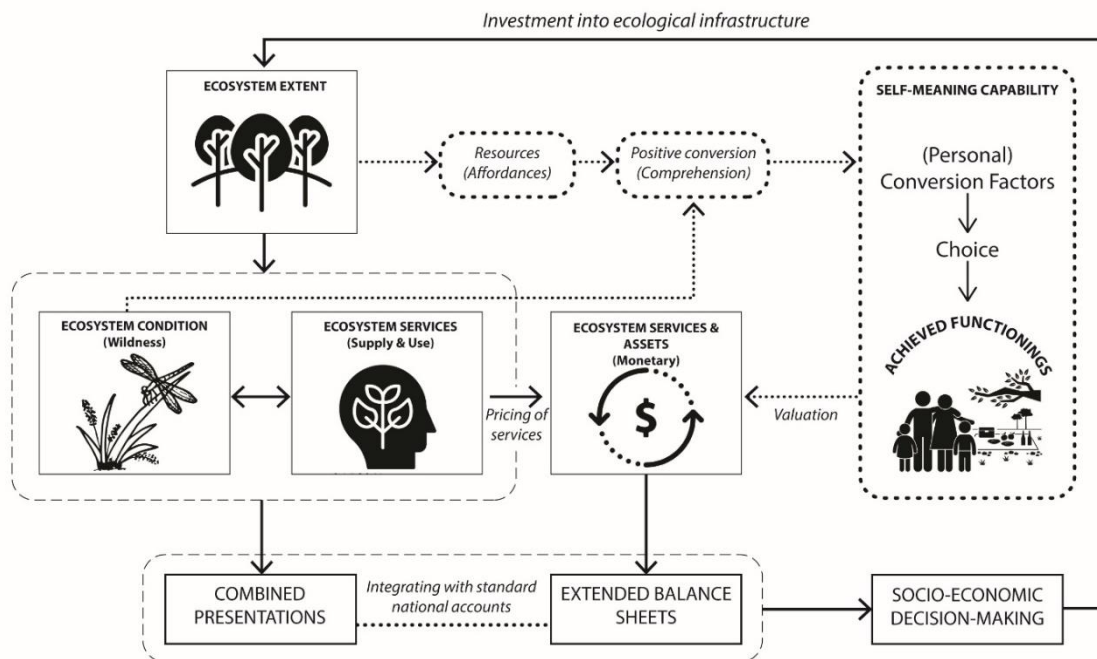 Investment into ecological infrastructure
ECOSYSTEM EXTENT
Resources
(Affordances)
Positive conversion
(Comprehension)
SELF-MEANING CAPABILITY
(Personal)
Conversion Factors
Choice
ACHIEVED FUNCTIONINGS
ECOSYSTEM CONDITION
(Wildness)
ECOSYSTEM SERVICES
(Supply & Use)
Pricing of
services
ECOSYSTEM SERVICES &
ASSETS
(Monetary)
$
Valuation
COMBINED
PRESENTATIONS
Integrating with standard
national accounts
EXTENDED BALANCE
SHEETS
SOCIO-ECONOMIC
DECISION-MAKING